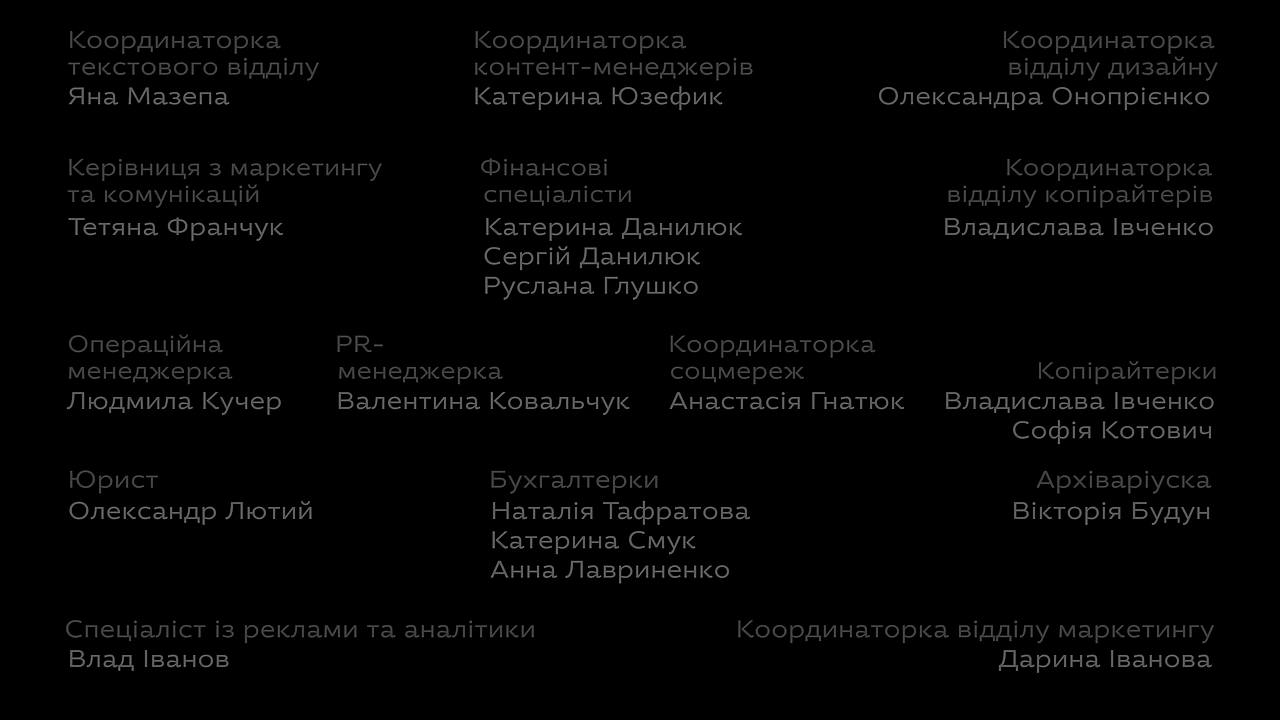 Координаторка
текстового відділу
Яна Мазепа
Координаторка
контент-менеджерів
Катерина Юзефик
Координаторка
відділу дизайну
Олександра Онопрієнко
Керівниця з маркетингу
та комунікацій
Тетяна Франчук
Фінансові
спеціалісти
Катерина Данилюк
Сергій Данилюк
Руслана Глушко
Координаторка
відділу копірайтерів
Владислава Івченко
Операційна
менеджерка
Людмила Кучер
PR-
менеджерка
Валентина Ковальчук
Координаторка
соцмереж
Анастасія Гнатюк
Копірайтерки
Владислава Івченко
Софія Котович
Юрист
Олександр Лютий
Бухгалтерки
Наталія Тафратова
Катерина Смук
Анна Лавриненко
Архіваріуска
Вікторія Будун
Спеціаліст із реклами та аналітики
Влад Іванов
Координаторка відділу маркетингу
Дарина Іванова